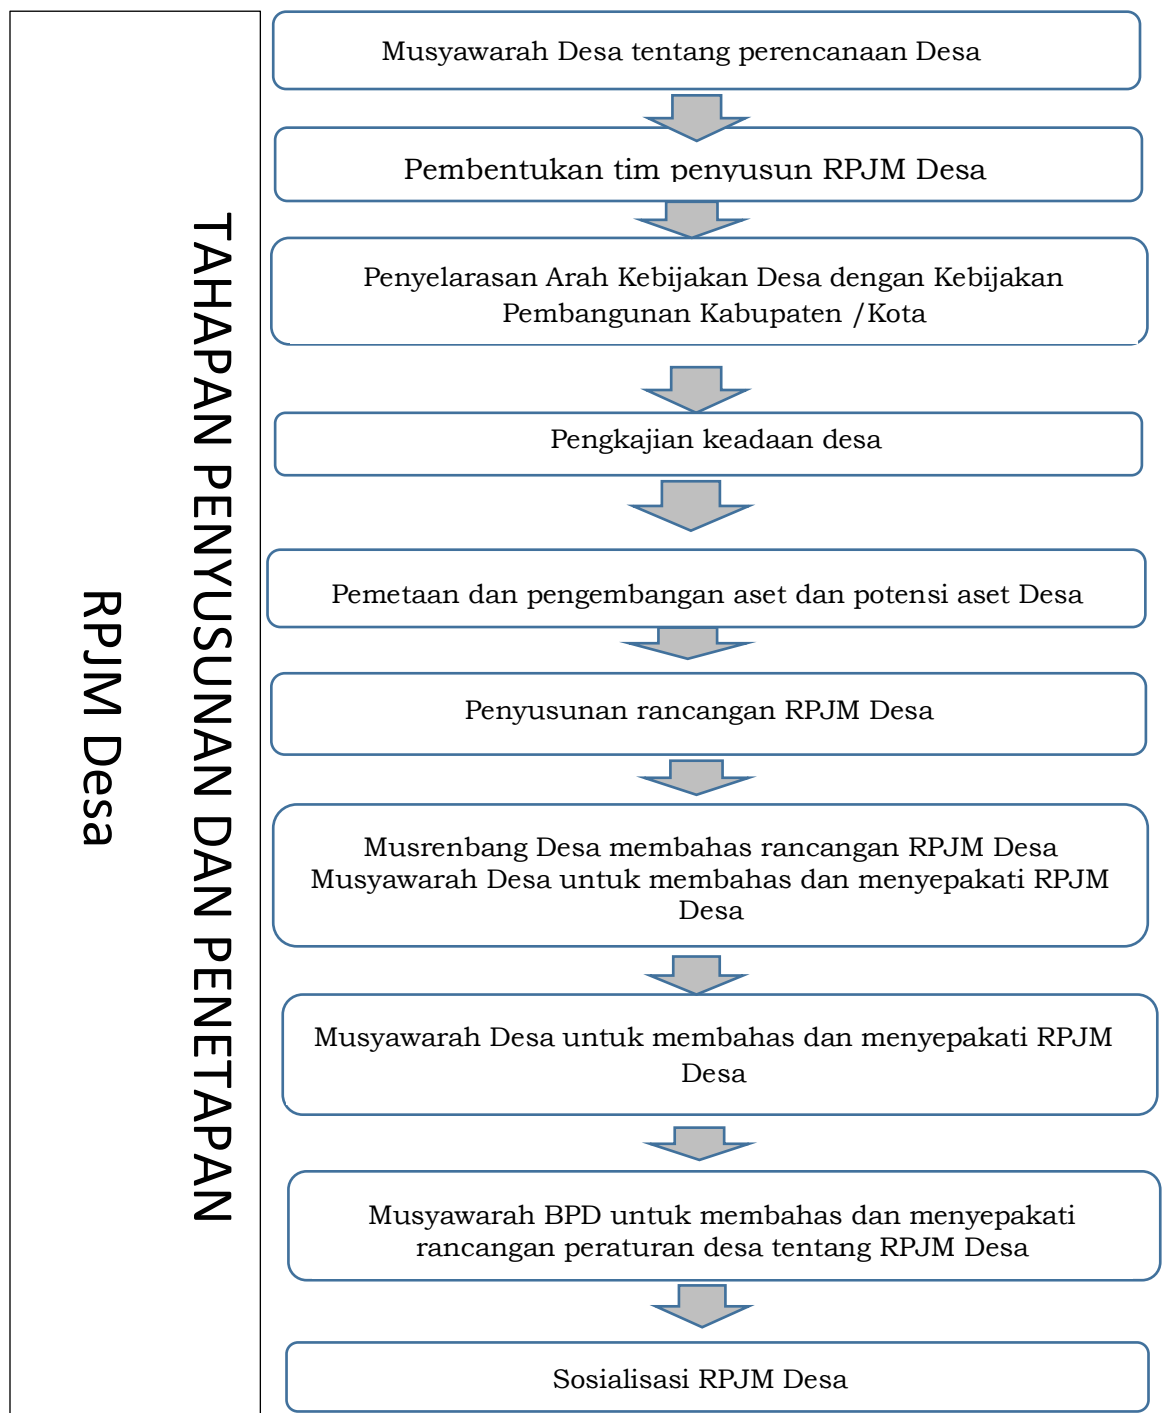 TAHAPAN PENYUSUNAN DAN PENETAPAN
RPJM Desa
Musyawarah Desa tentang perencanaan Desa
Pembentukan tim penyusun RPJM Desa
Penyelarasan Arah Kebijakan Desa dengan Kebijakan
Pembangunan Kabupaten /Kota
Pengkajian keadaan desa
Pemetaan dan pengembangan aset dan potensi aset Desa
Penyusunan rancangan RPJM Desa
Musrenbang Desa membahas rancangan RPJM Desa
Musyawarah Desa untuk membahas dan menyepakati RPJM
Desa
Musyawarah Desa untuk membahas dan menyepakati RPJM
Desa
Musyawarah BPD untuk membahas dan menyepakati
rancangan peraturan desa tentang RPJM Desa
Sosialisasi RPJM Desa